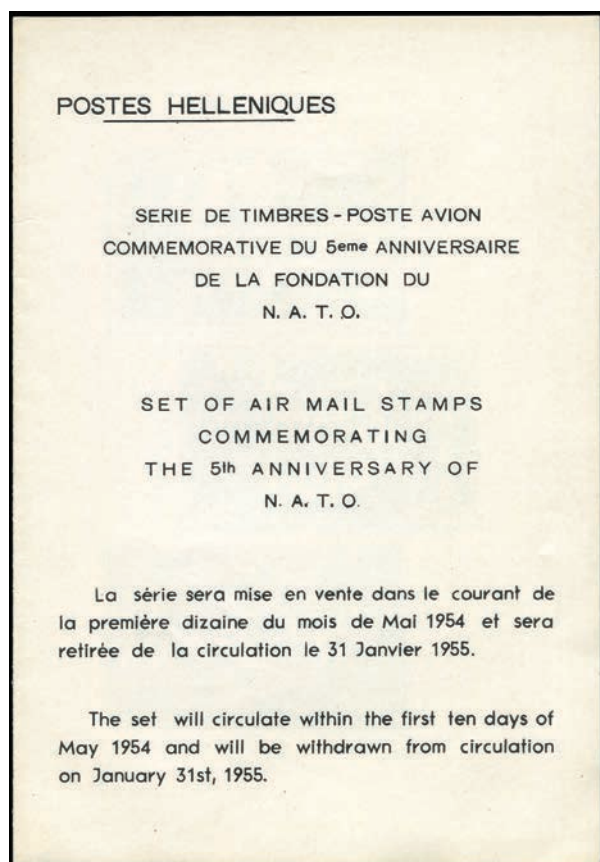 POSTES HELLENIQUES
SERIE DE TIMBRES - POSTE AVION
COMMEMORATIVE DU 5eme ANNIVERSAIRE
DE LA FONDATION DU
N. A. T. O.
SET OF AIR MAIL STAMPS
COMMEMORATING
THE 5th ANNIVERSARY OF
N. A. T. O.
La série sera mise en vente dans le courant de
la première dizaine du mois de Mai 1954 et sera
retirée de la circulation le 31 Janvier 1955.
The set will circulate within the first ten days of
May 1954 and will be withdrawn from circulation
on January 31st, 1955.